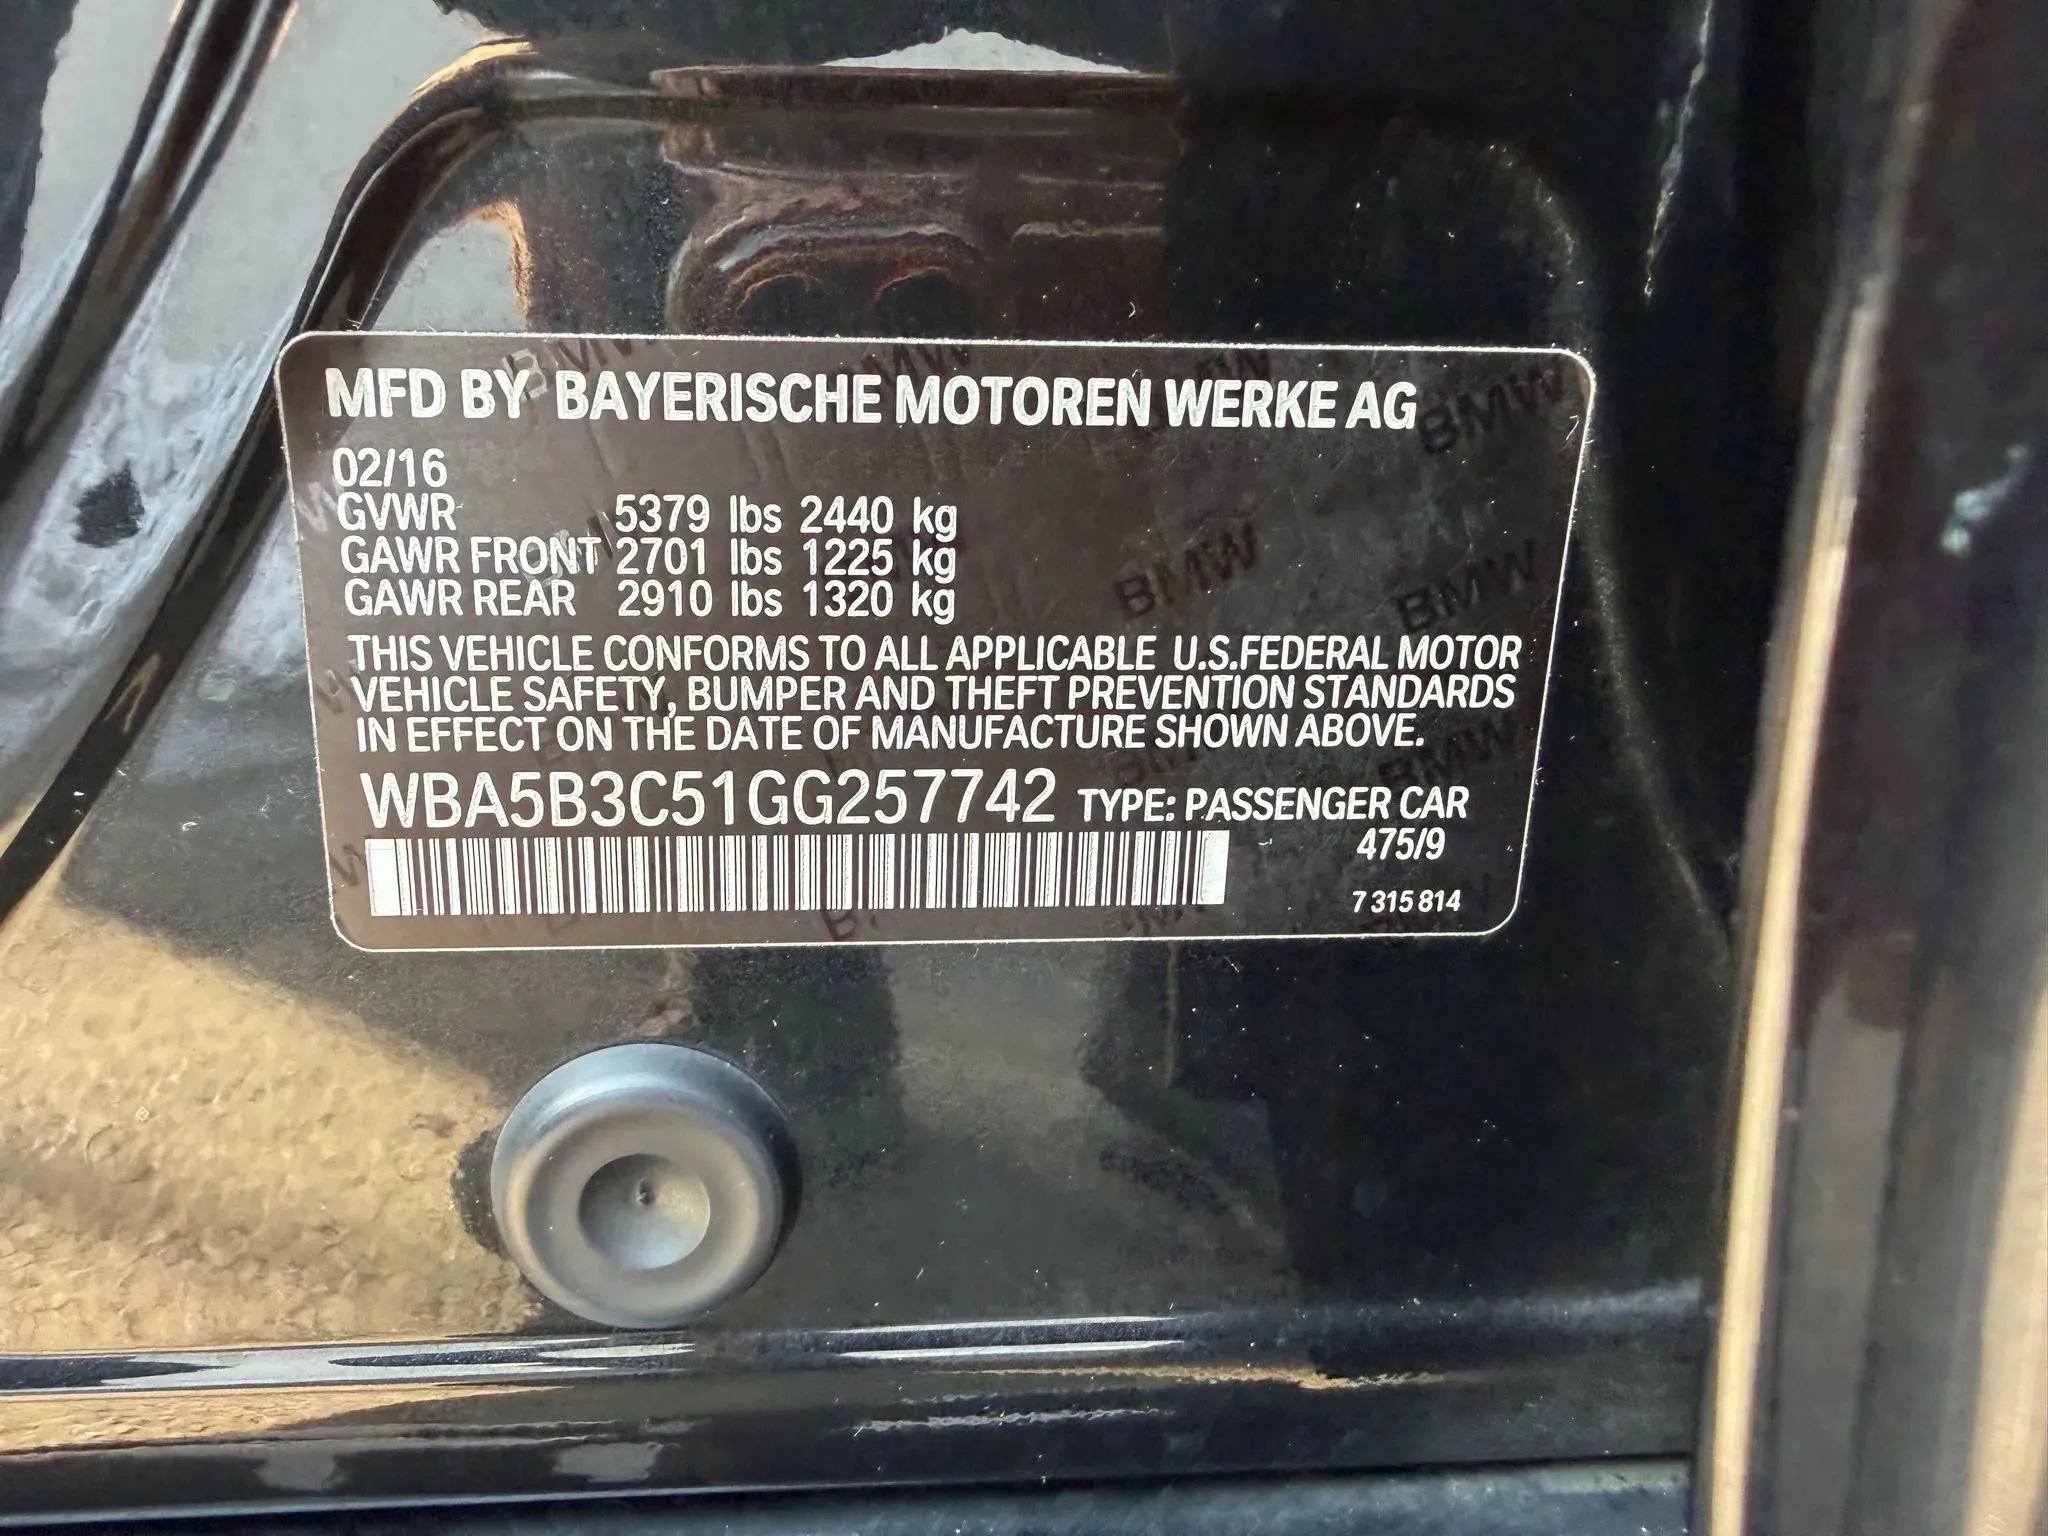 MFD BY BAYERISCHE MOTOREN WERKE AG
02/16
GVWR 5379 lbs 2440 kg
GAWR FRONT 2701 lbs 1225 kg
GAWR REAR 2910 lbs 1320 kg
THIS VEHICLE CONFORMS TO ALL APPLICABLE U.S.FEDERAL MOTOR
VEHICLE SAFETY, BUMPER AND THEFT PREVENTION STANDARDS
IN EFFECT ON THE DATE OF MANUFACTURE SHOWN ABOVE.
WBA5B3C51GG257742 TYPE: PASSENGER CAR
475/9
7 315 814